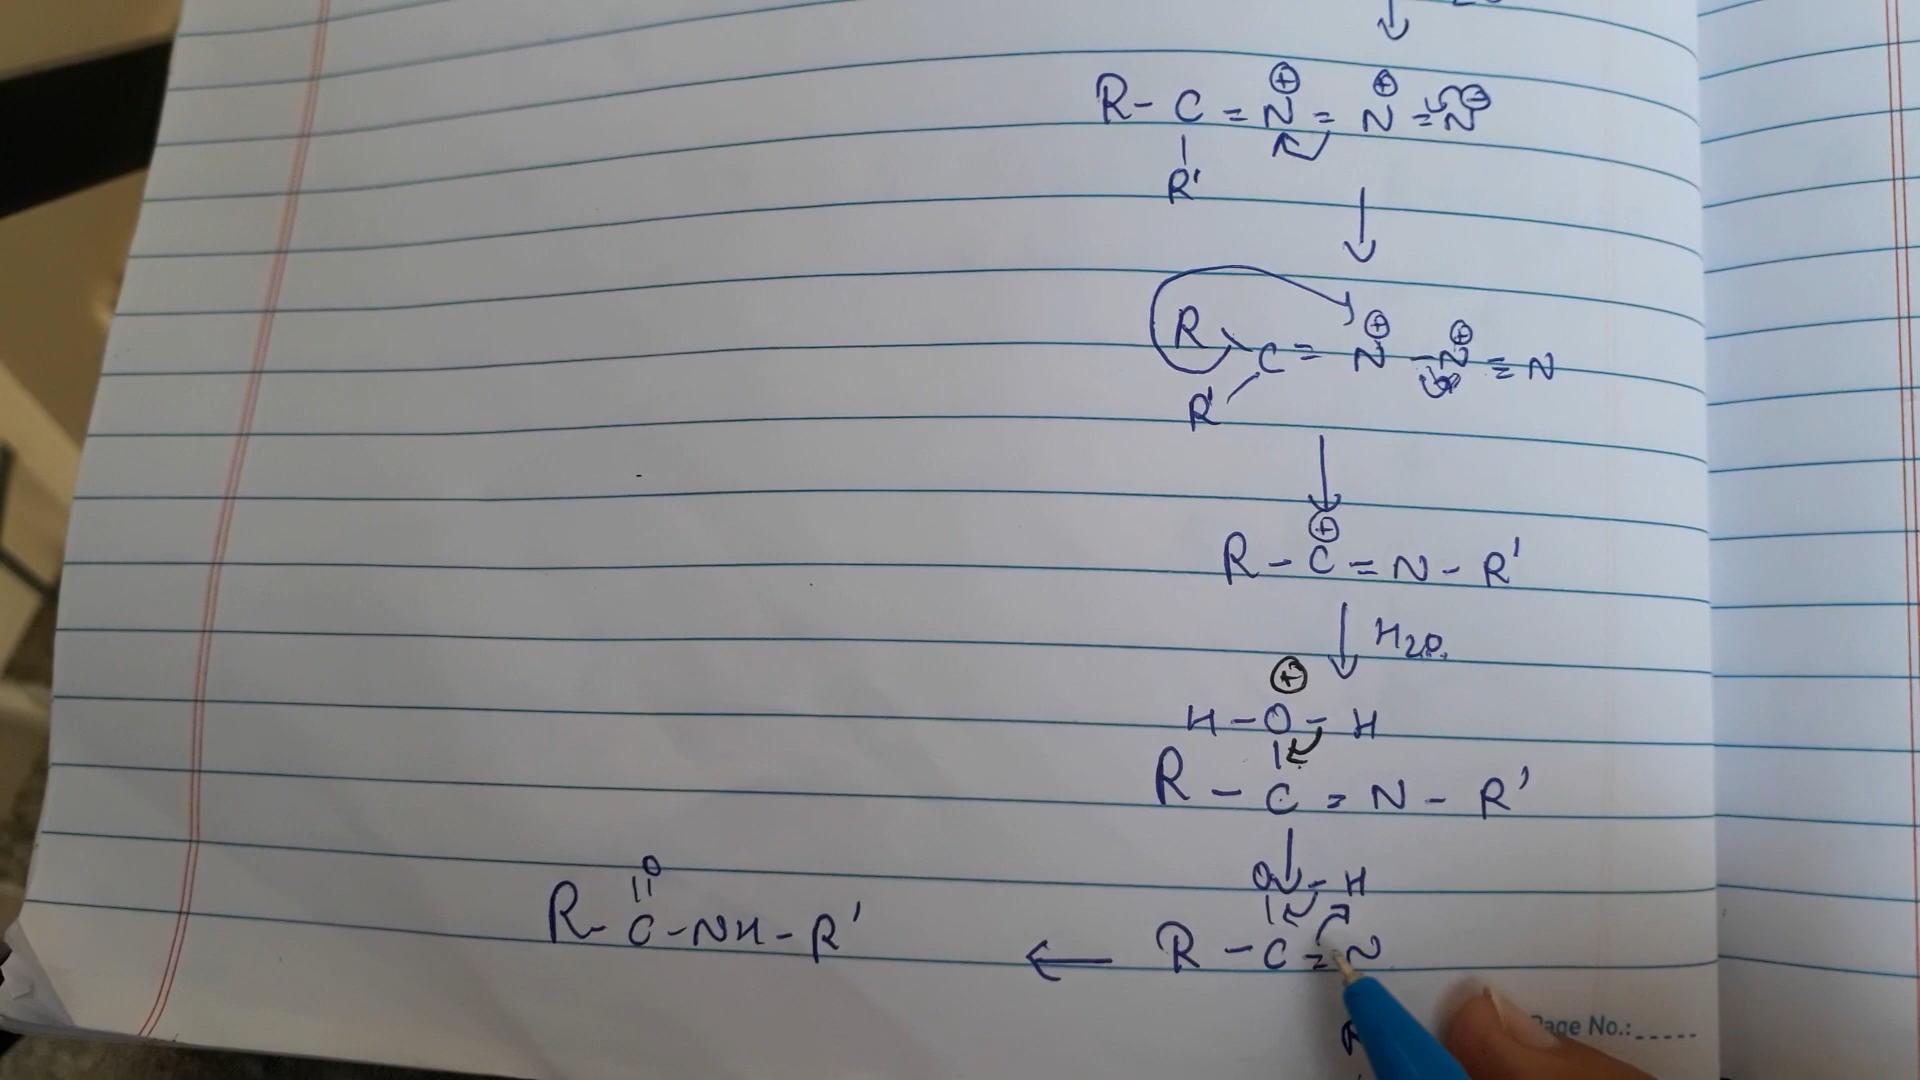 ⊕ ⊕ ⊖
R - C = N = N = N
|
R'
↓
R ⊕ ⊕
C = N - N ≡ N
R'
↓
⊕
R - C = N - R'
↓ H2O.
⊕
H - O - H
|
R - C = N - R'
↓
O - H
|
R - C = N
←
O
||
R - C - NH - R'
Page No.: